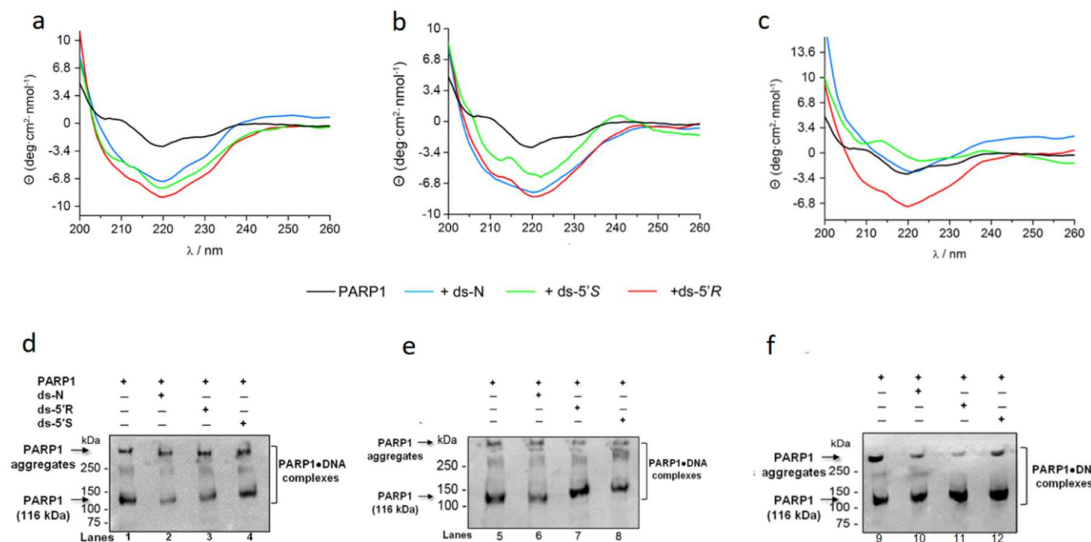 a
10
6.8
3.4
0
-3.4
-6.8
-10
Θ (deg·cm²·nmol⁻¹)
200 210 220 230 240 250 260
λ / nm
b
10
6.8
3.4
0
-3.4
-6.8
-10
Θ (deg·cm²·nmol⁻¹)
200 210 220 230 240 250 260
λ / nm
c
13.6
10
6.8
3.4
0
-3.4
-6.8
Θ (deg·cm²·nmol⁻¹)
200 210 220 230 240 250 260
λ / nm
PARP1 + ds-N + ds-5'S +ds-5'R
d
PARP1 + + + +
ds-N – + – –
ds-5'R – – + –
ds-5'S – – – +
kDa
PARP1
aggregates
250
150
PARP1
(116 kDa)
100
75
PARP1•DNA
complexes
Lanes 1 2 3 4
e
+ + + +
– + – –
– – + –
– – – +
kDa
PARP1
aggregates
250
150
PARP1
(116 kDa)
100
75
PARP1•DNA
complexes
Lanes 5 6 7 8
f
+ + + +
– + – –
– – + –
– – – +
kDa
PARP1
aggregates
250
150
PARP1
(116 kDa)
100
75
PARP1•DN
complexes
9 10 11 12